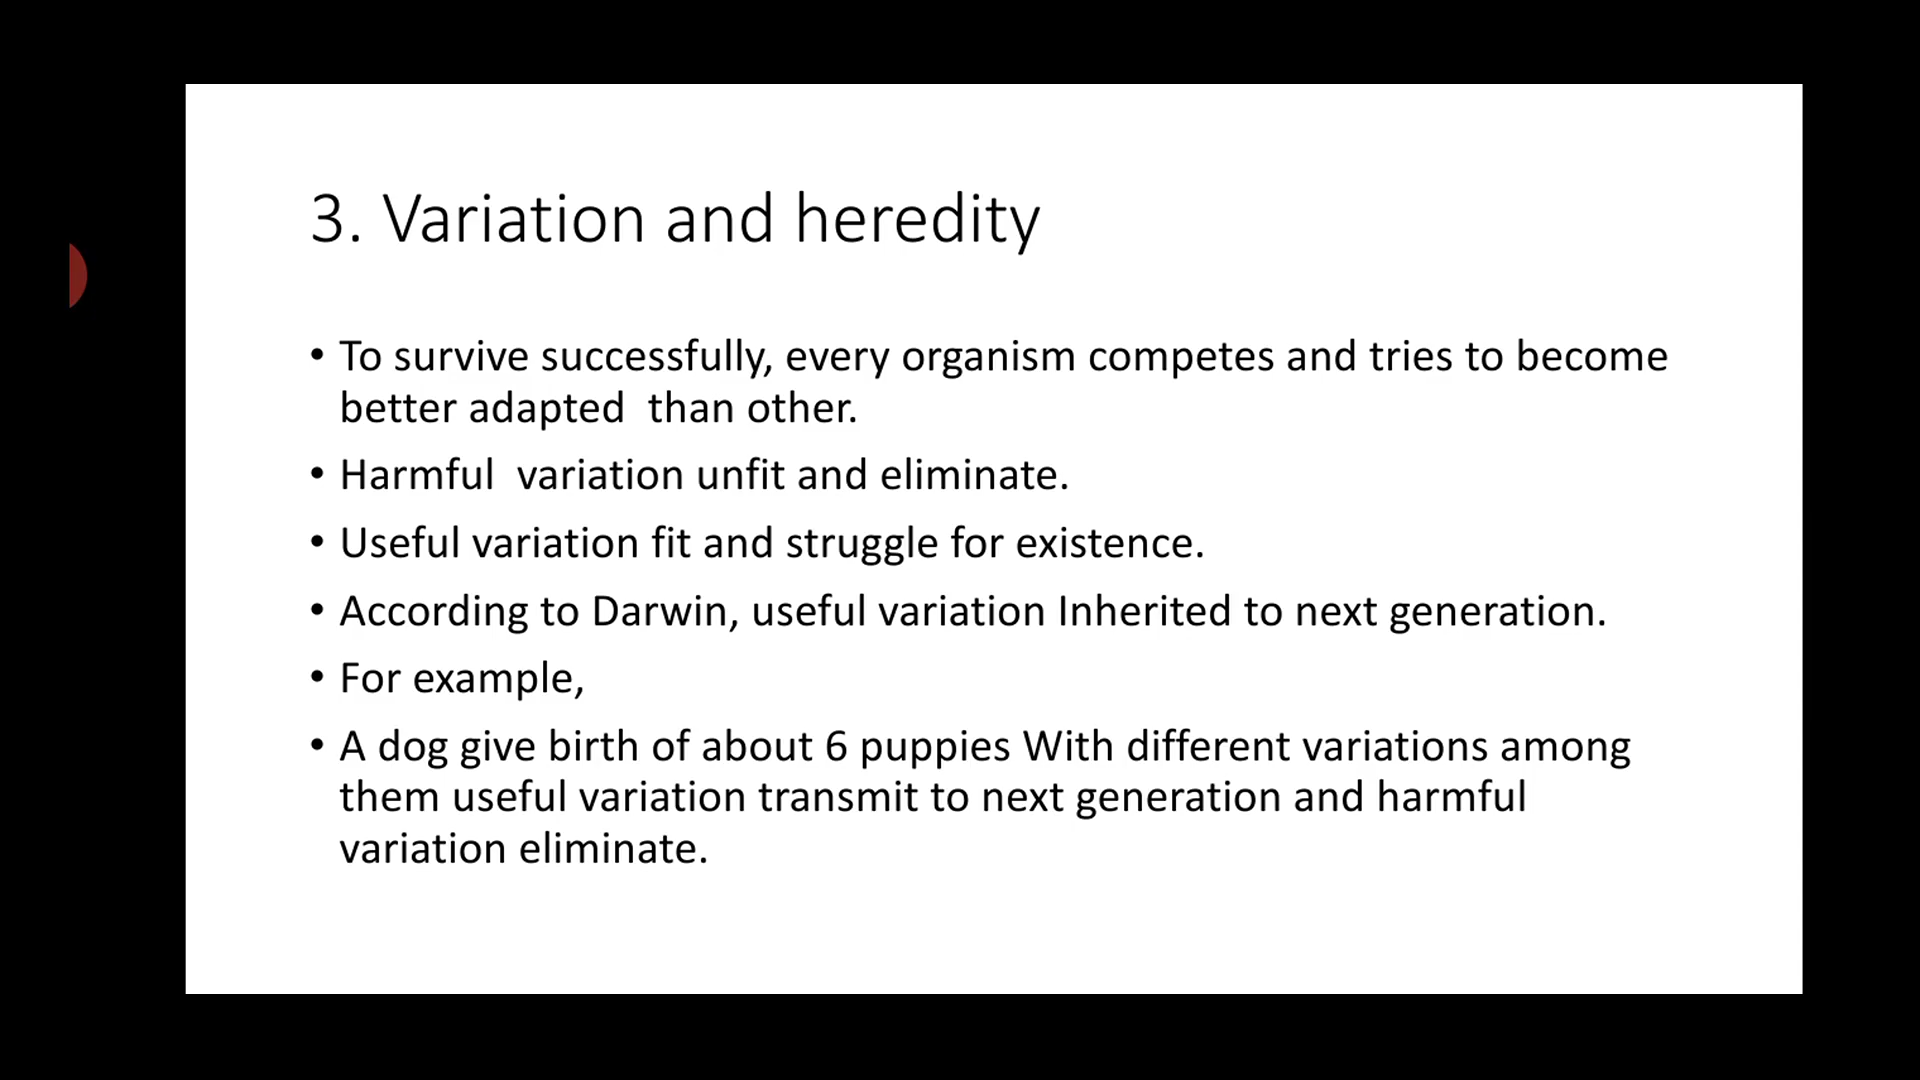 3. Variation and heredity
• To survive successfully, every organism competes and tries to become
better adapted  than other.
• Harmful  variation unfit and eliminate.
• Useful variation fit and struggle for existence.
• According to Darwin, useful variation Inherited to next generation.
• For example,
• A dog give birth of about 6 puppies With different variations among
them useful variation transmit to next generation and harmful
variation eliminate.